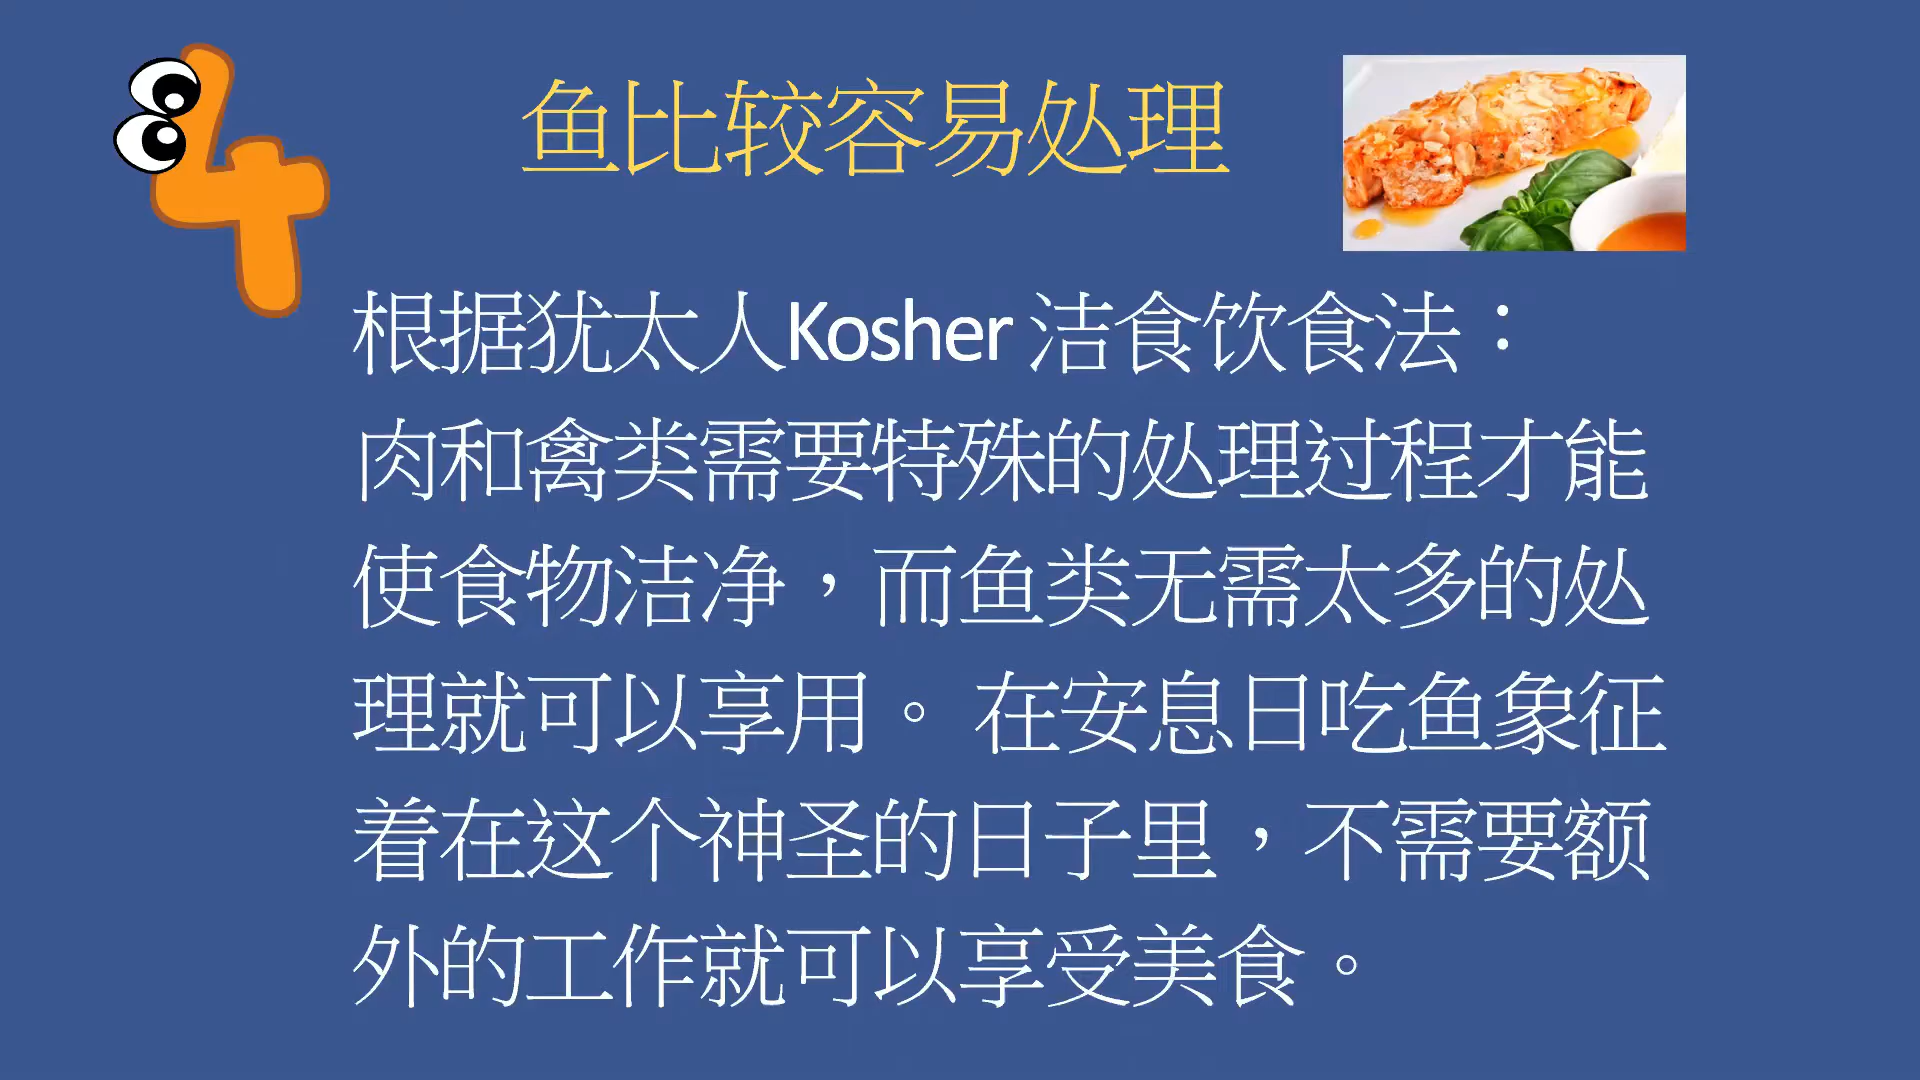 4
鱼比较容易处理
根据犹太人Kosher 洁食饮食法：
肉和禽类需要特殊的处理过程才能
使食物洁净，而鱼类无需太多的处
理就可以享用。 在安息日吃鱼象征
着在这个神圣的日子里，不需要额
外的工作就可以享受美食。